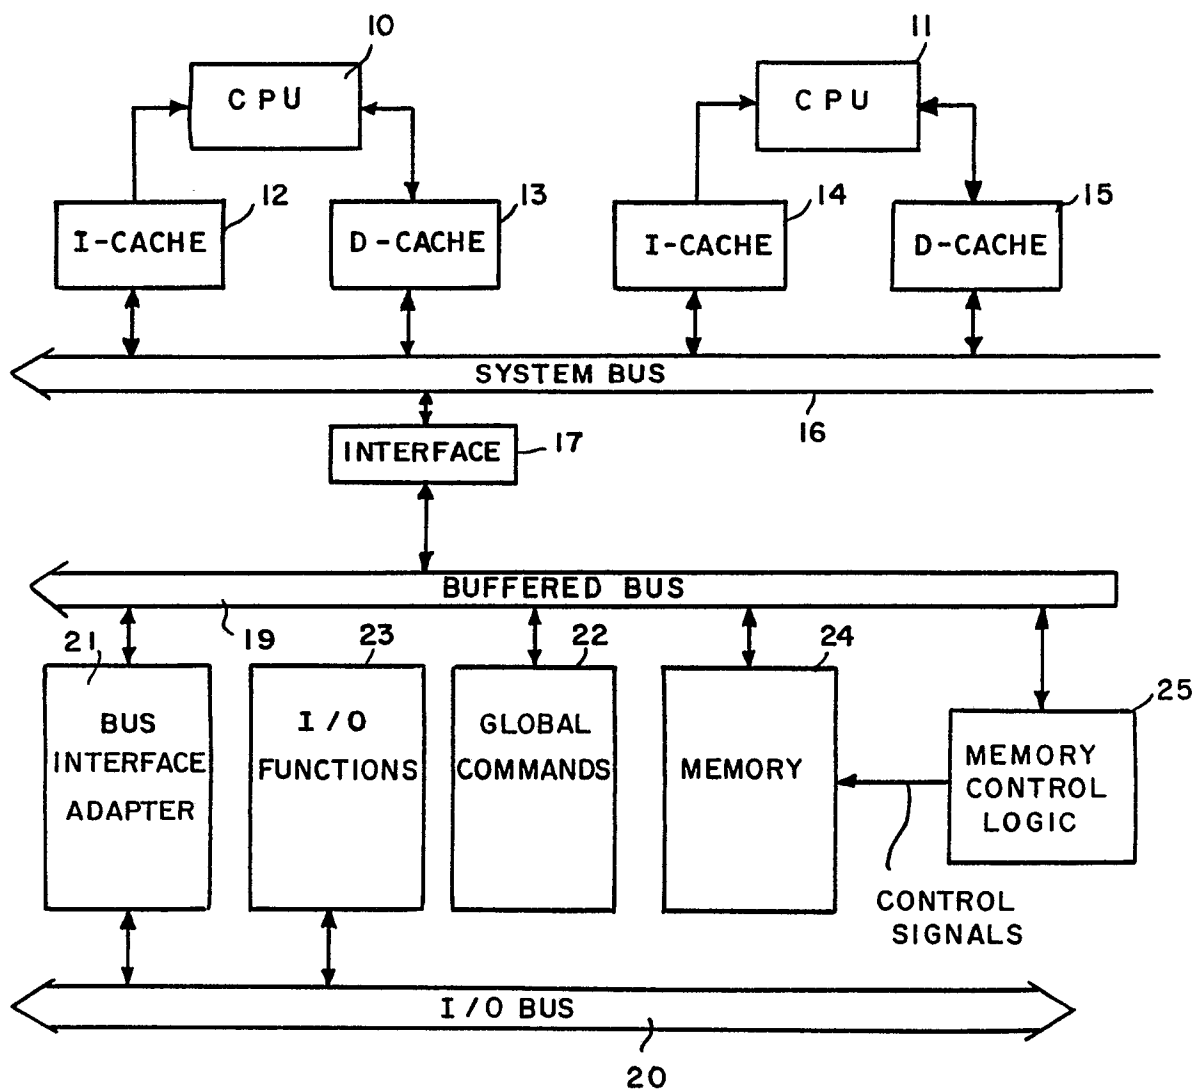 10
11
CPU
CPU
12
13
14
15
I-CACHE
D-CACHE
I-CACHE
D-CACHE
SYSTEM BUS
16
INTERFACE
17
BUFFERED BUS
21
19
23
22
24
25
BUS
INTERFACE
ADAPTER
I/O
FUNCTIONS
GLOBAL
COMMANDS
MEMORY
MEMORY
CONTROL
LOGIC
CONTROL
SIGNALS
I/O BUS
20